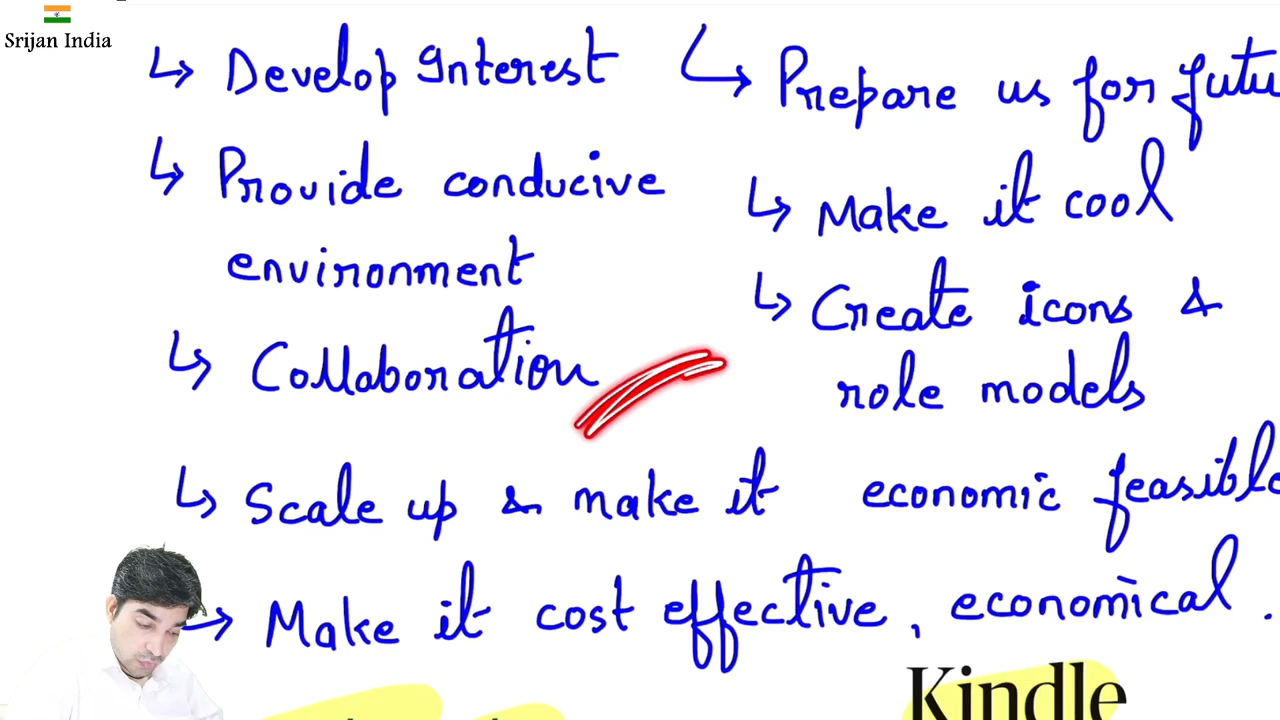 Srijan India
↳ Develop Interest
↳ Provide conducive
environment
↳ Collaboration
↳ Prepare us for futu
↳ Make it cool
↳ Create icons &
role models
↳ Scale up & make it economic feasible
→ Make it cost effective, economical.
Kindle